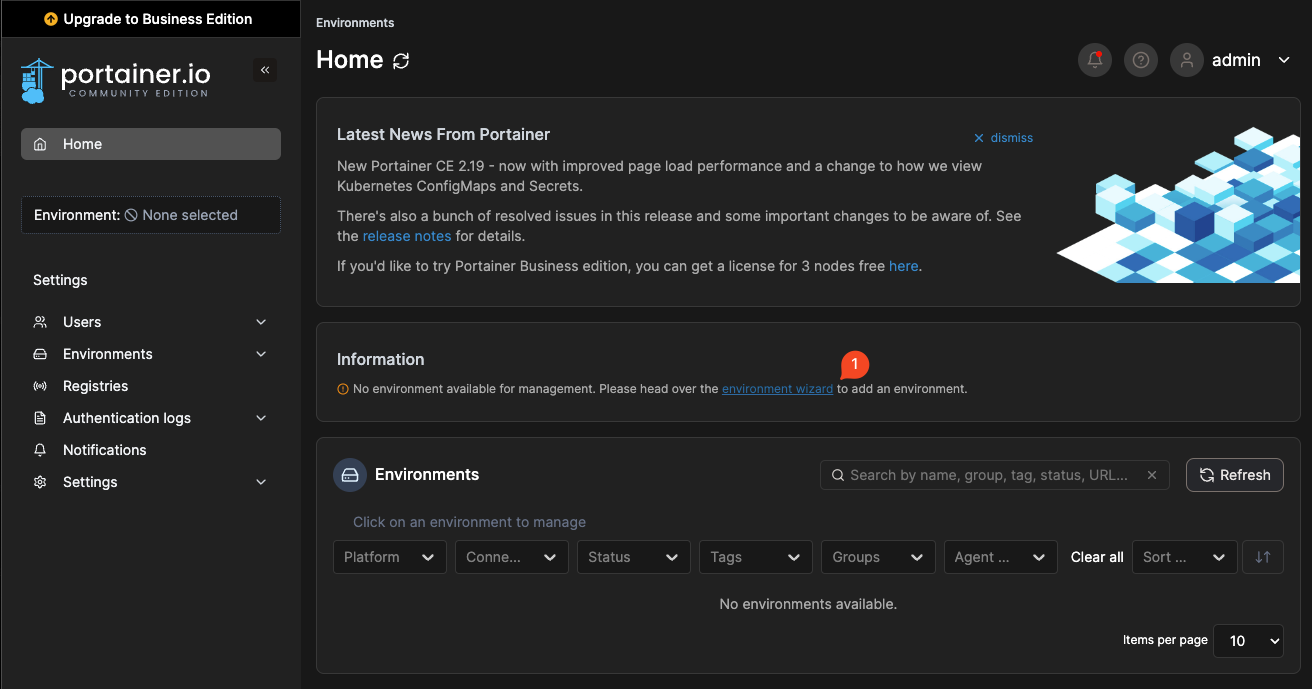 Upgrade to Business Edition
portainer.io
COMMUNITY EDITION
Home
Environment: None selected
Settings
Users
Environments
Registries
Authentication logs
Notifications
Settings
Environments
Home
admin
Latest News From Portainer
dismiss
New Portainer CE 2.19 - now with improved page load performance and a change to how we view
Kubernetes ConfigMaps and Secrets.
There's also a bunch of resolved issues in this release and some important changes to be aware of. See
the release notes for details.
If you'd like to try Portainer Business edition, you can get a license for 3 nodes free here.
Information
1
No environment available for management. Please head over the environment wizard to add an environment.
Environments
Search by name, group, tag, status, URL...
Refresh
Click on an environment to manage
Platform Conne... Status Tags Groups Agent ... Clear all Sort ...
No environments available.
Items per page 10